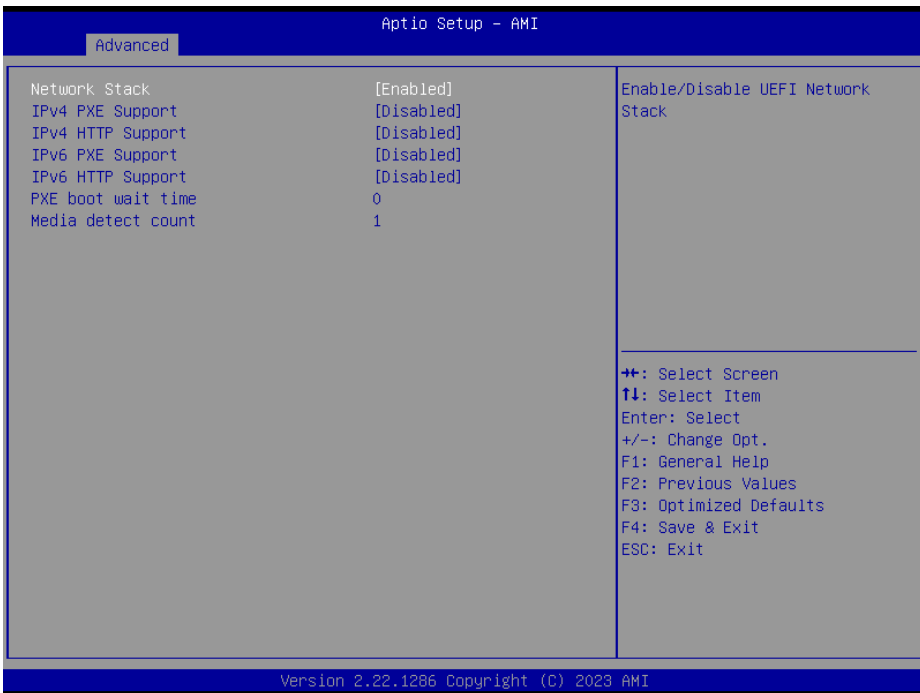 Aptio Setup – AMI
Advanced
Network Stack [Enabled]
IPv4 PXE Support [Disabled]
IPv4 HTTP Support [Disabled]
IPv6 PXE Support [Disabled]
IPv6 HTTP Support [Disabled]
PXE boot wait time 0
Media detect count 1
Enable/Disable UEFI Network
Stack
→←: Select Screen
↑↓: Select Item
Enter: Select
+/-: Change Opt.
F1: General Help
F2: Previous Values
F3: Optimized Defaults
F4: Save & Exit
ESC: Exit
Version 2.22.1286 Copyright (C) 2023 AMI